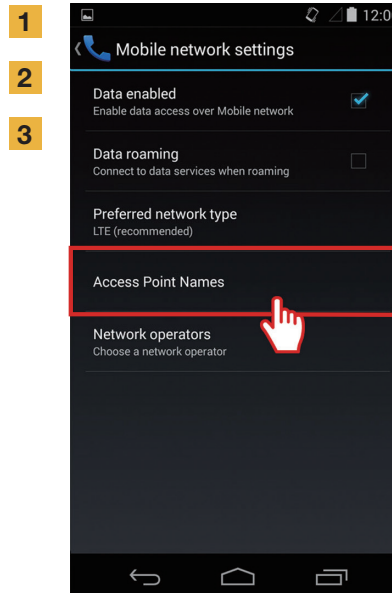 1
2
3
12:0
Mobile network settings
Data enabled
Enable data access over Mobile network
Data roaming
Connect to data services when roaming
Preferred network type
LTE (recommended)
Access Point Names
Network operators
Choose a network operator